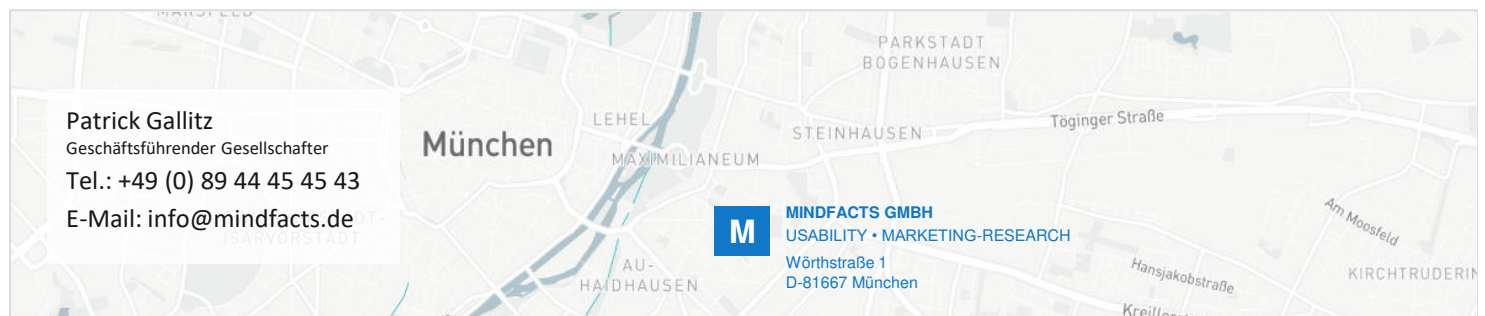 PARKSTADT
BOGENHAUSEN
Patrick Gallitz
Geschäftsführender Gesellschafter
Tel.: +49 (0) 89 44 45 45 43
E-Mail: info@mindfacts.de
München
LEHEL
MAXIMILIANEUM
STEINHAUSEN
Töginger Straße
ISARVORSTADT
AU-
HAIDHAUSEN
M
MINDFACTS GMBH
USABILITY • MARKETING-RESEARCH
Wörthstraße 1
D-81667 München
Am Moosfeld
Hansjakobstraße
KIRCHTRUDERIN